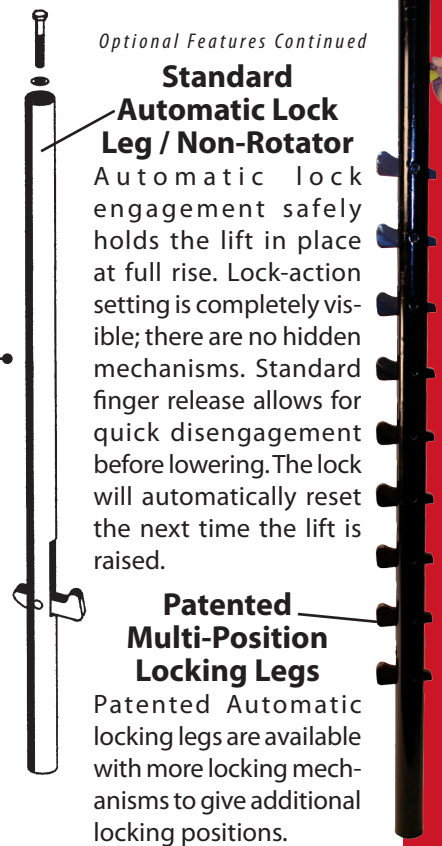 Optional Features Continued
Standard
Automatic Lock
Leg / Non-Rotator
Automatic lock
engagement safely
holds the lift in place
at full rise. Lock-action
setting is completely vis-
ible; there are no hidden
mechanisms. Standard
finger release allows for
quick disengagement
before lowering. The lock
will automatically reset
the next time the lift is
raised.
Patented
Multi-Position
Locking Legs
Patented Automatic
locking legs are available
with more locking mech-
anisms to give additional
locking positions.